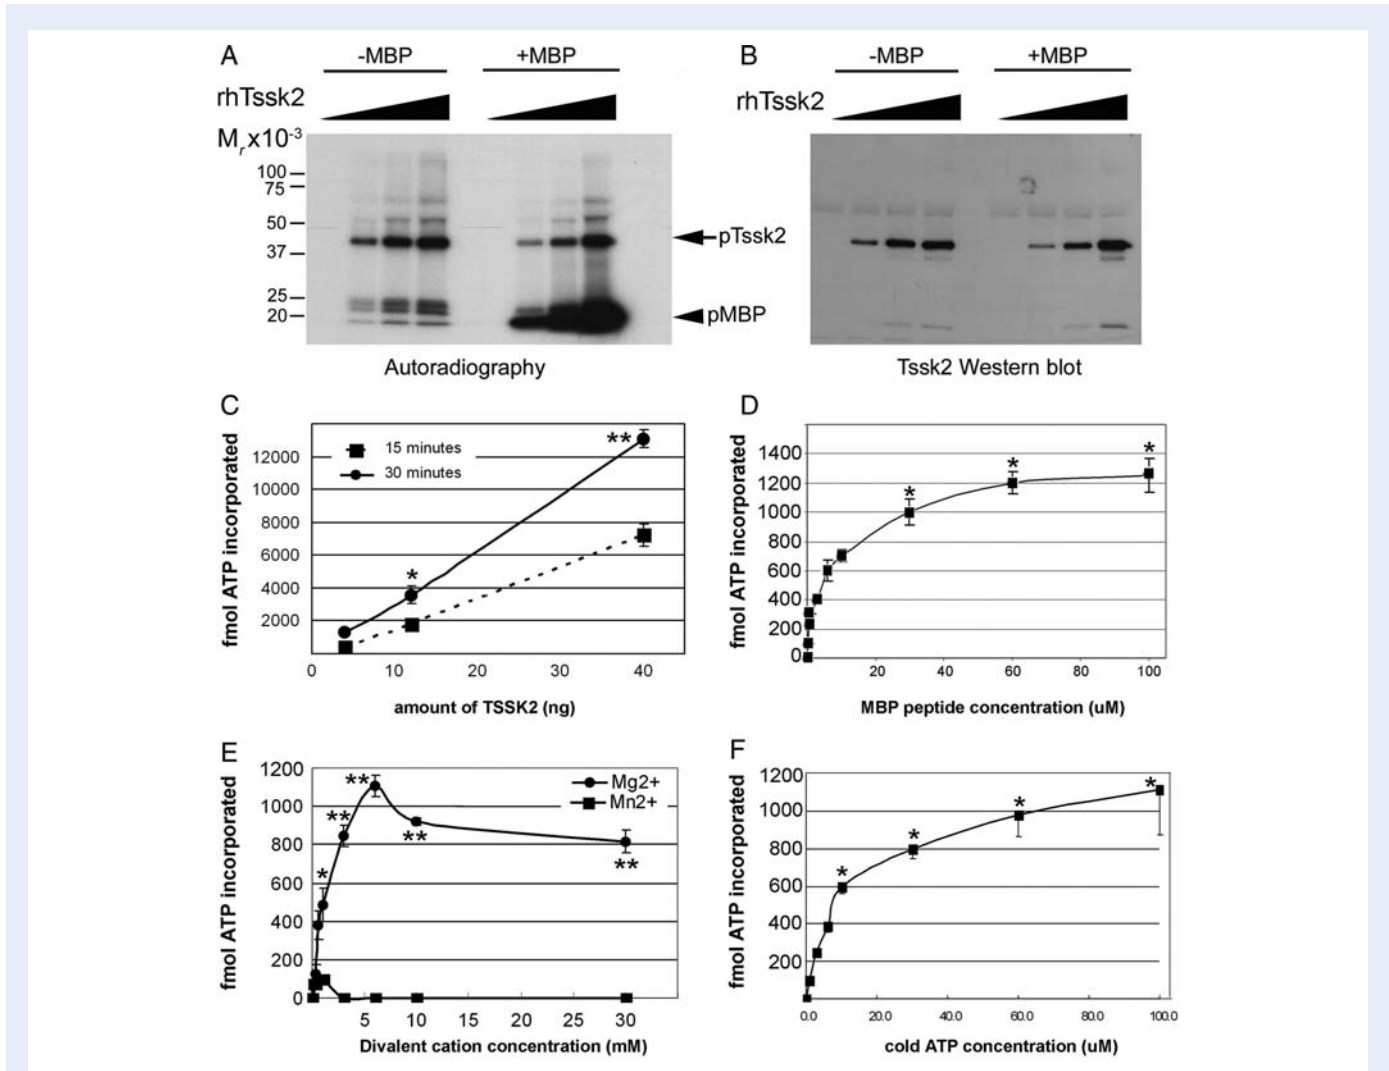 A
-MBP
+MBP
rhTssk2
Mr x10-3
100
75
50
37
25
20
pTssk2
pMBP
Autoradiography
B
-MBP
+MBP
rhTssk2
Tssk2 Western blot
C
fmol ATP incorporated
15 minutes
30 minutes
**
*
12000
10000
8000
6000
4000
2000
0 10 20 30 40
amount of TSSK2 (ng)
D
fmol ATP incorporated
1400
1200
1000
800
600
400
200
0
* * *
20 40 60 80 100
MBP peptide concentration (uM)
E
fmol ATP incorporated
Mg2+
Mn2+
1200
1000
800
600
400
200
0
**
**
**
*
**
5 10 15 20 25 30
Divalent cation concentration (mM)
F
fmol ATP incorporated
1200
1000
800
600
400
200
* * * *
0.0 20.0 40.0 60.0 80.0 100.0
cold ATP concentration (uM)